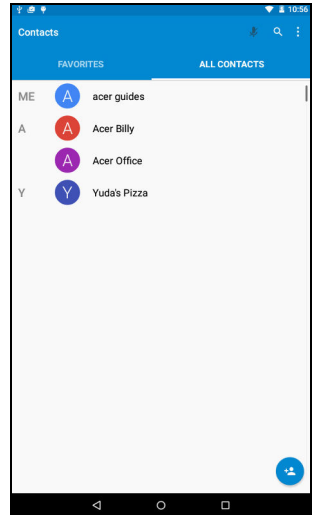 10:56
Contacts
FAVORITES ALL CONTACTS
ME A acer guides
A A Acer Billy
A Acer Office
Y Y Yuda's Pizza